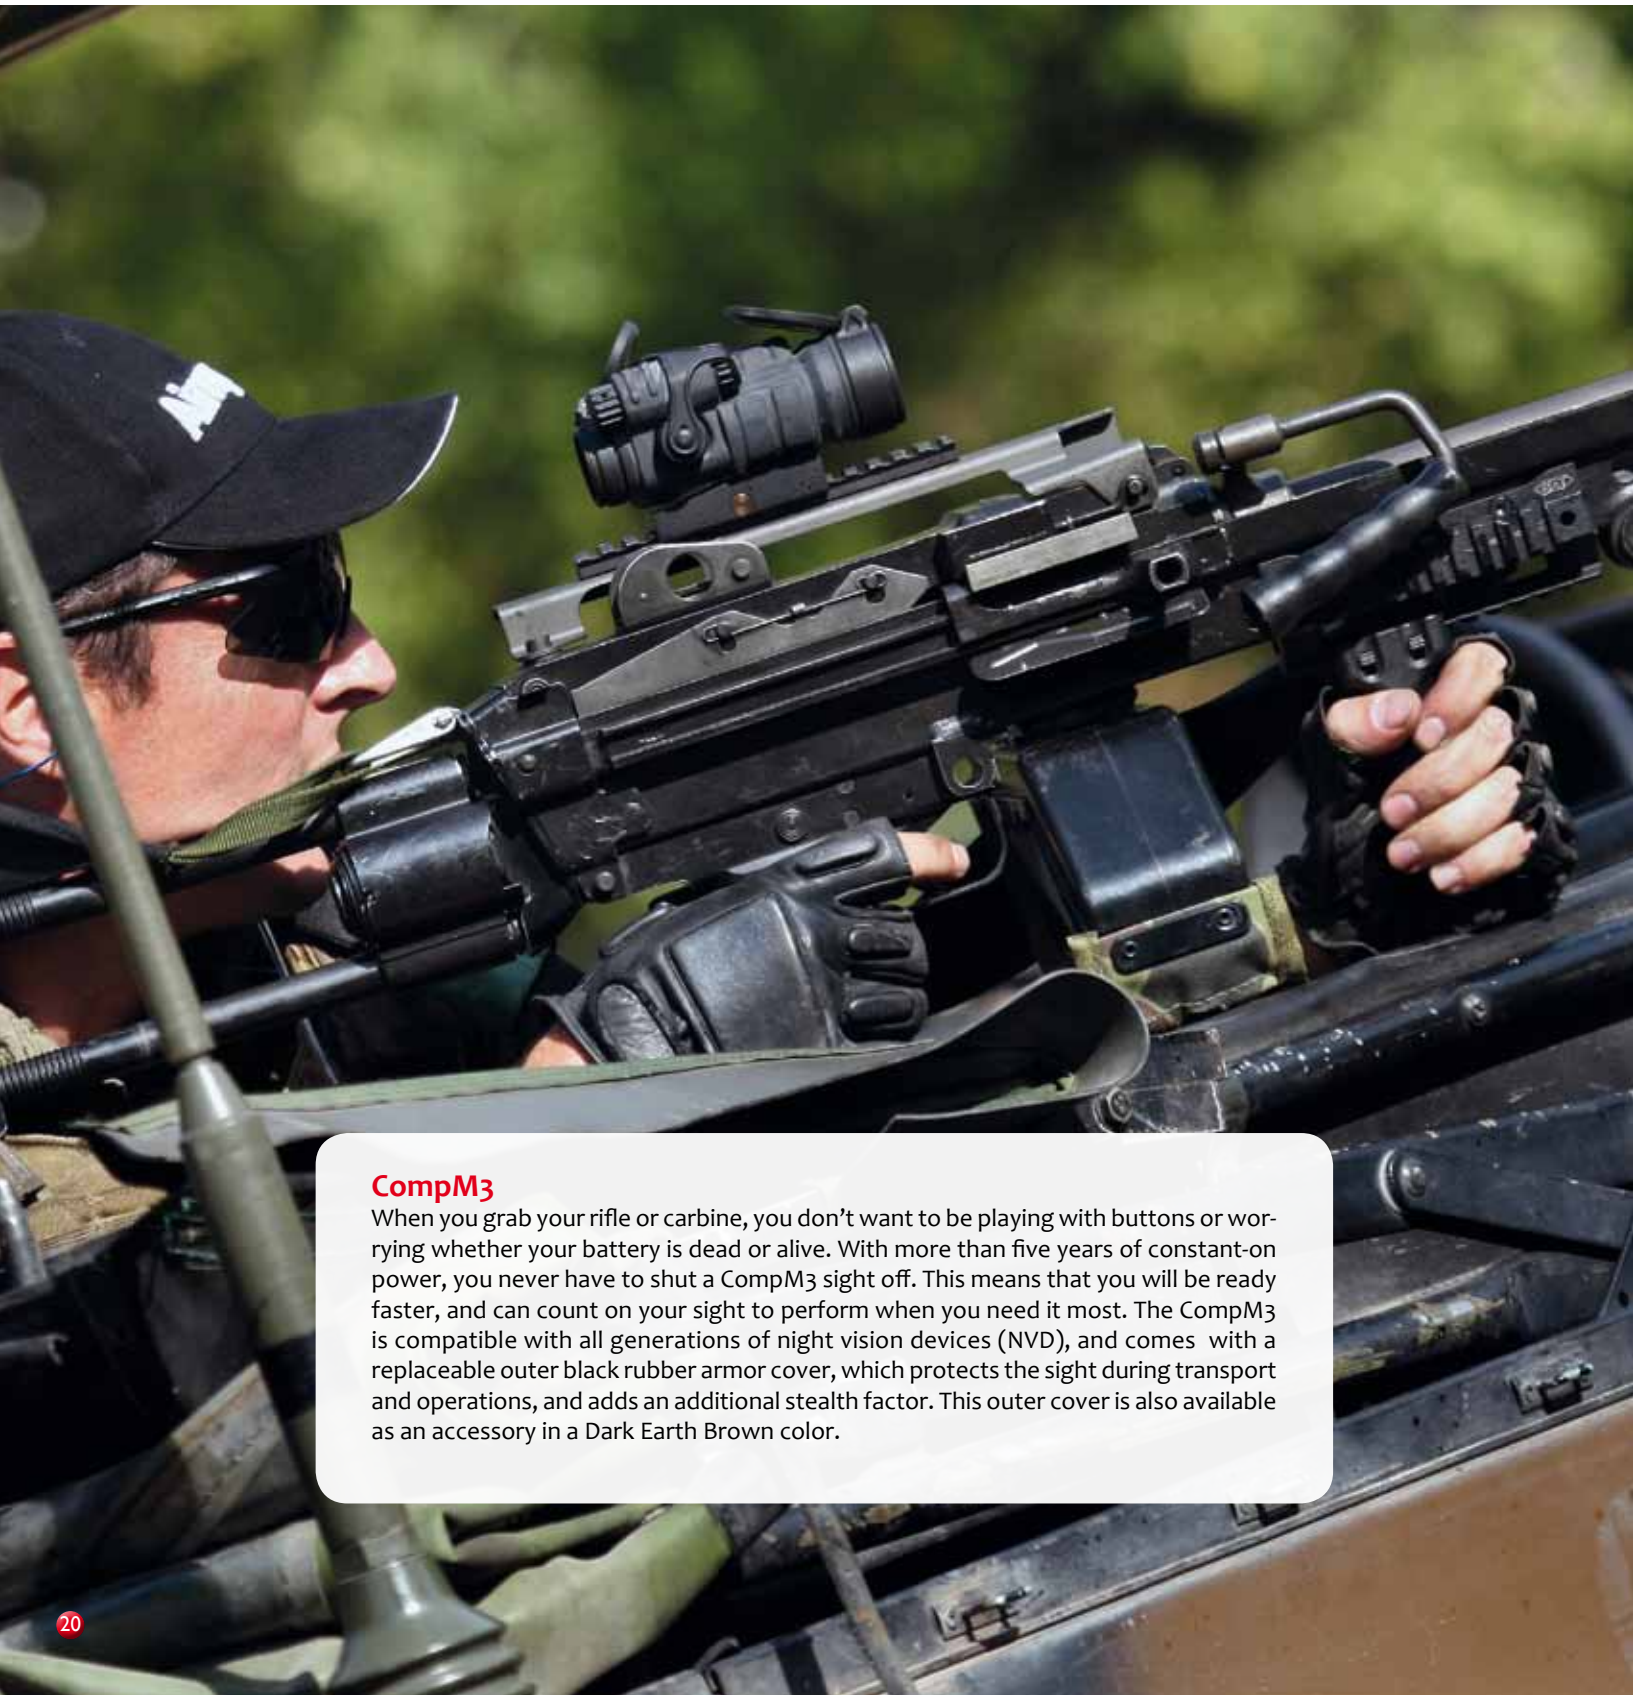 Aim
CompM3
When you grab your rifle or carbine, you don’t want to be playing with buttons or wor-
rying whether your battery is dead or alive. With more than five years of constant-on
power, you never have to shut a CompM3 sight off. This means that you will be ready
faster, and can count on your sight to perform when you need it most. The CompM3
is compatible with all generations of night vision devices (NVD), and comes with a
replaceable outer black rubber armor cover, which protects the sight during transport
and operations, and adds an additional stealth factor. This outer cover is also available
as an accessory in a Dark Earth Brown color.
20